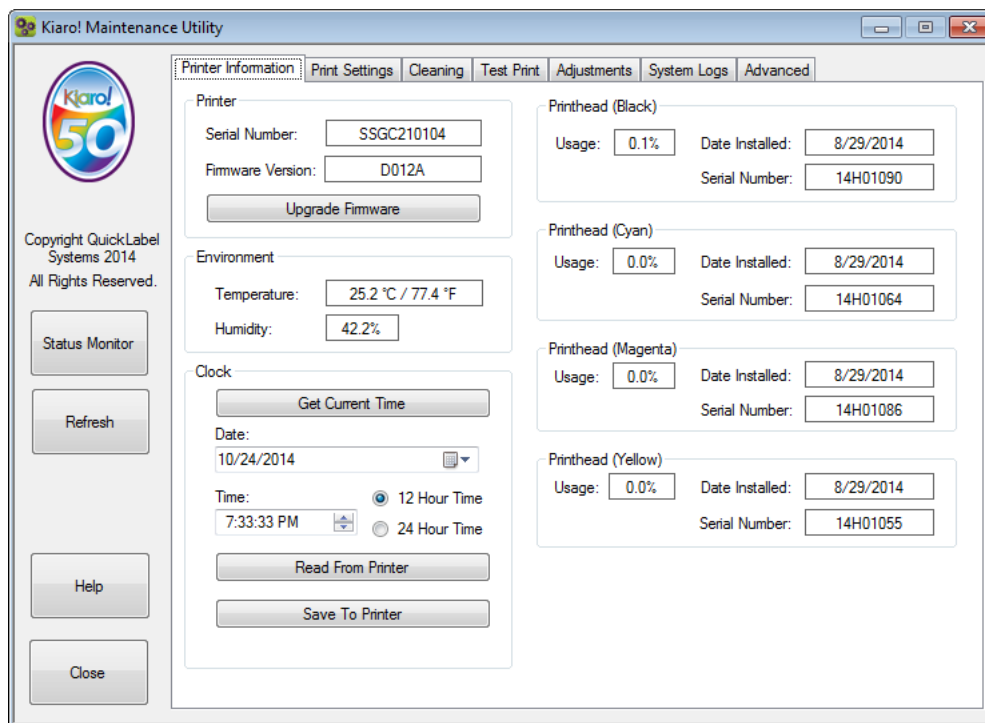 Kiaro! Maintenance Utility
Kiaro!
50
Copyright QuickLabel
Systems 2014
All Rights Reserved.
Status Monitor
Refresh
Help
Close
Printer Information Print Settings Cleaning Test Print Adjustments System Logs Advanced
Printer
Serial Number: SSGC210104
Firmware Version: D012A
Upgrade Firmware
Environment
Temperature: 25.2 °C / 77.4 °F
Humidity: 42.2%
Clock
Get Current Time
Date:
10/24/2014
Time:
7:33:33 PM
12 Hour Time
24 Hour Time
Read From Printer
Save To Printer
Printhead (Black)
Usage: 0.1% Date Installed: 8/29/2014
Serial Number: 14H01090
Printhead (Cyan)
Usage: 0.0% Date Installed: 8/29/2014
Serial Number: 14H01064
Printhead (Magenta)
Usage: 0.0% Date Installed: 8/29/2014
Serial Number: 14H01086
Printhead (Yellow)
Usage: 0.0% Date Installed: 8/29/2014
Serial Number: 14H01055